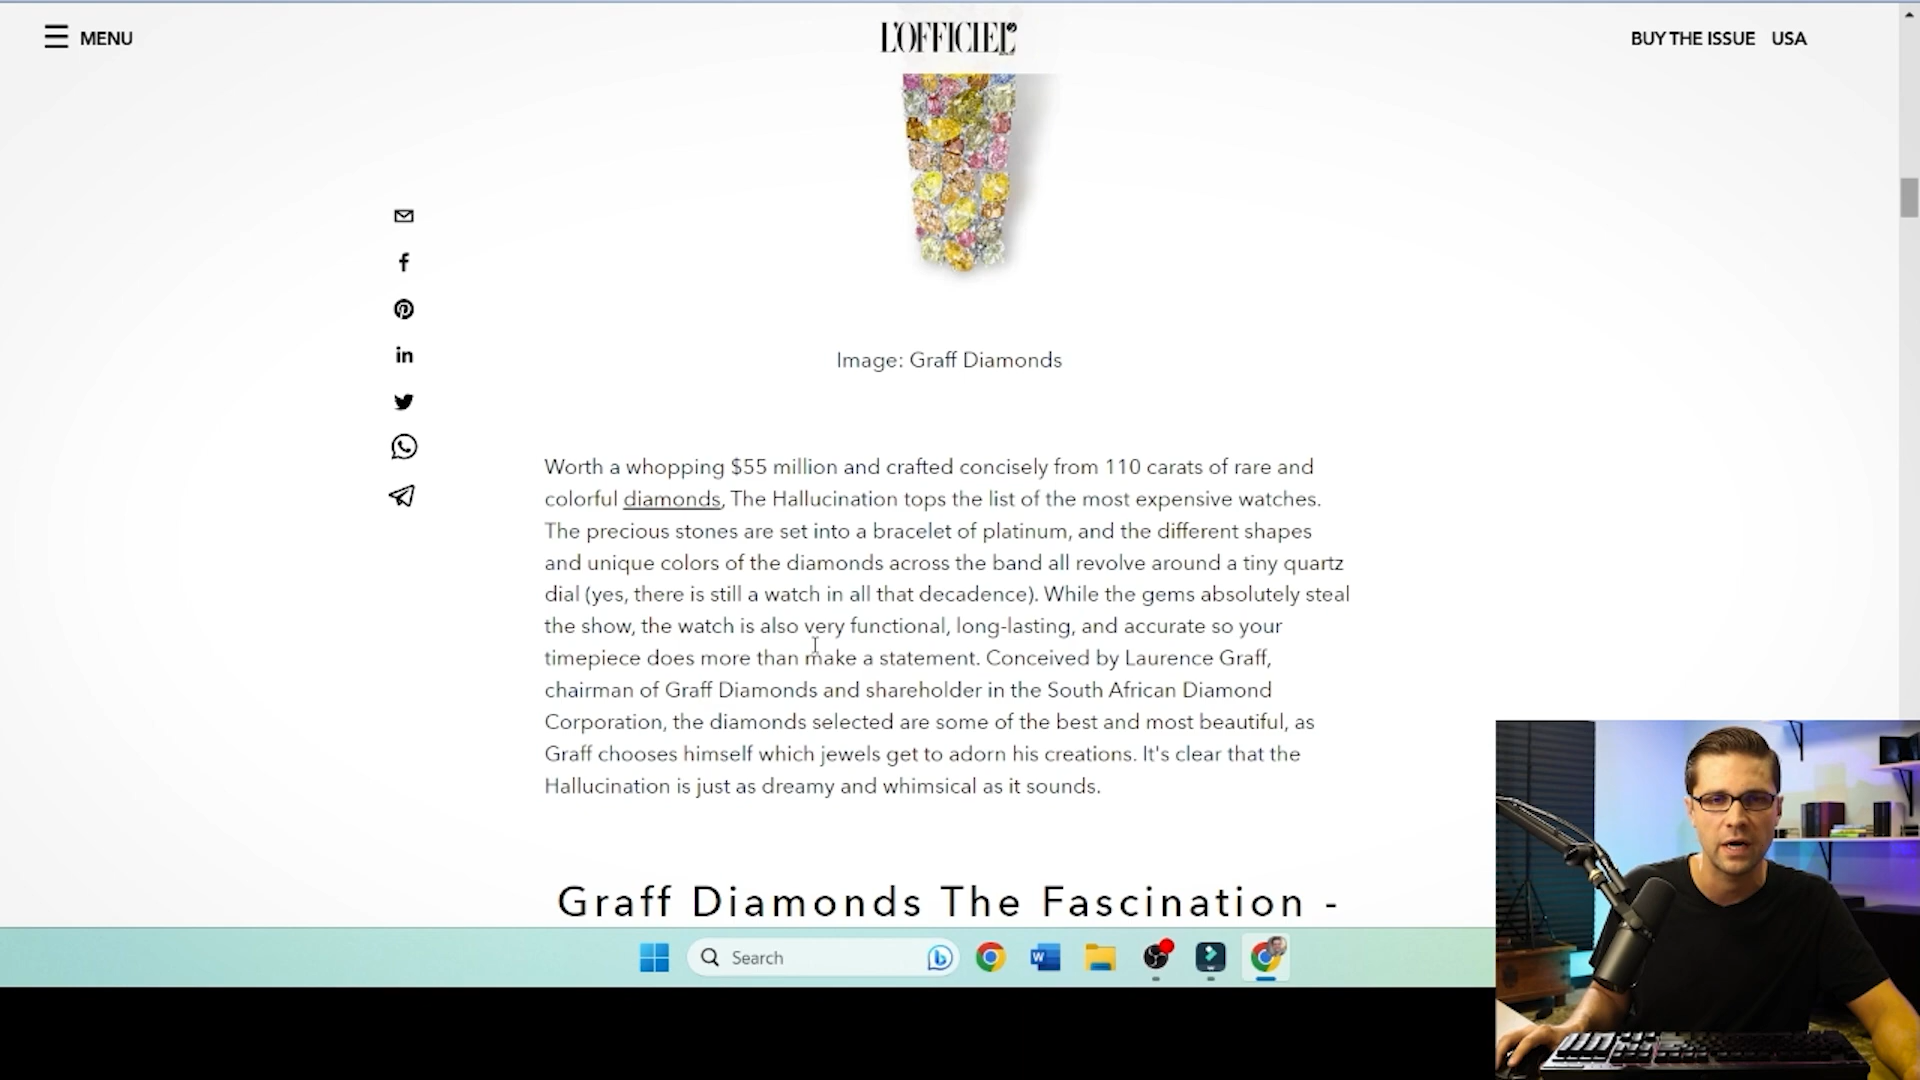 MENU
L'OFFICIEL
BUY THE ISSUE
USA
Image: Graff Diamonds
Worth a whopping $55 million and crafted concisely from 110 carats of rare and
colorful diamonds, The Hallucination tops the list of the most expensive watches.
The precious stones are set into a bracelet of platinum, and the different shapes
and unique colors of the diamonds across the band all revolve around a tiny quartz
dial (yes, there is still a watch in all that decadence). While the gems absolutely steal
the show, the watch is also very functional, long-lasting, and accurate so your
timepiece does more than make a statement. Conceived by Laurence Graff,
chairman of Graff Diamonds and shareholder in the South African Diamond
Corporation, the diamonds selected are some of the best and most beautiful, as
Graff chooses himself which jewels get to adorn his creations. It's clear that the
Hallucination is just as dreamy and whimsical as it sounds.
Graff Diamonds The Fascination -
Search